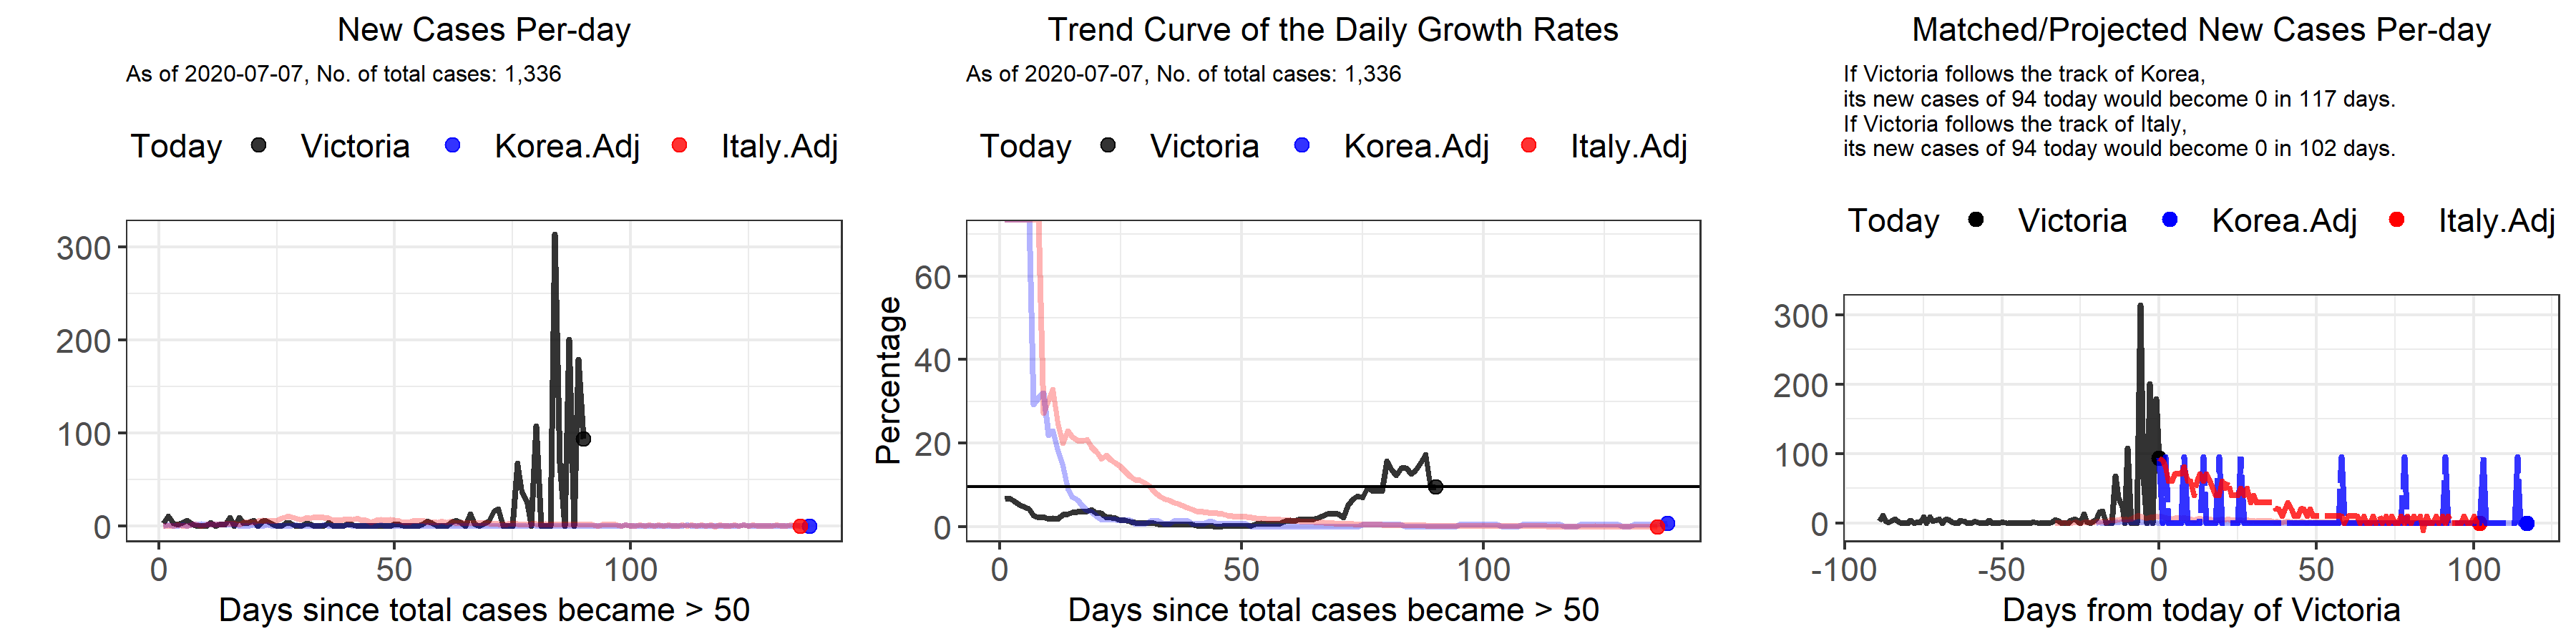 New Cases Per-day
As of 2020-07-07, No. of total cases: 1,336
Today Victoria Korea.Adj Italy.Adj
300
200
100
0
0 50 100
Days since total cases became > 50
Trend Curve of the Daily Growth Rates
As of 2020-07-07, No. of total cases: 1,336
Today Victoria Korea.Adj Italy.Adj
Percentage
60
40
20
0
0 50 100
Days since total cases became > 50
Matched/Projected New Cases Per-day
If Victoria follows the track of Korea,
its new cases of 94 today would become 0 in 117 days.
If Victoria follows the track of Italy,
its new cases of 94 today would become 0 in 102 days.
Today Victoria Korea.Adj Italy.Adj
300
200
100
0
-100 -50 0 50 100
Days from today of Victoria